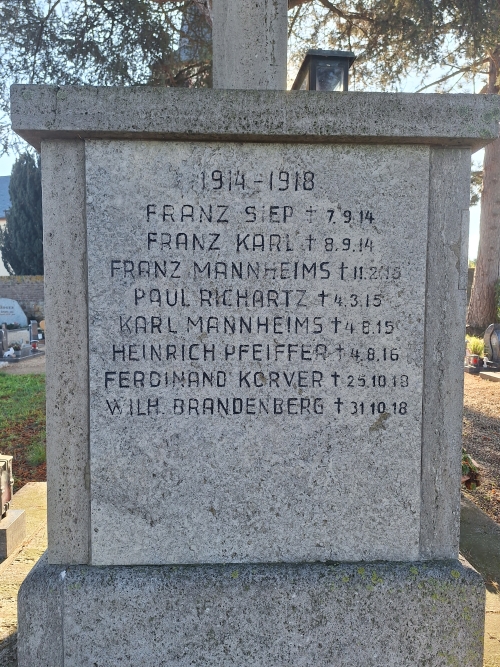 1914-1918
FRANZ SIEP † 7.9.14
FRANZ KARL † 8.9.14
FRANZ MANNHEIMS † 11.2.15
PAUL RICHARTZ † 4.3.15
KARL MANNHEIMS † 4.8.15
HEINRICH PFEIFFER † 4.8.16
FERDINAND KORVER † 25.10.18
WILH. BRANDENBERG † 31.10.18